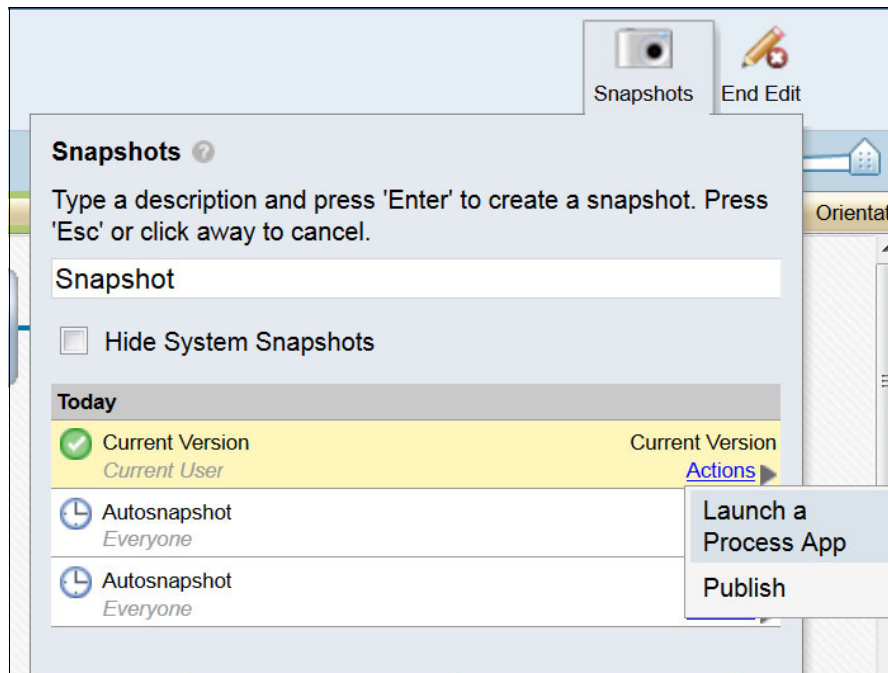 Snapshots
End Edit
Snapshots
Type a description and press 'Enter' to create a snapshot. Press
'Esc' or click away to cancel.
Orientat
Snapshot
Hide System Snapshots
Today
Current Version
Current Version
Current User
Actions
Autosnapshot
Everyone
Launch a
Process App
Autosnapshot
Everyone
Publish